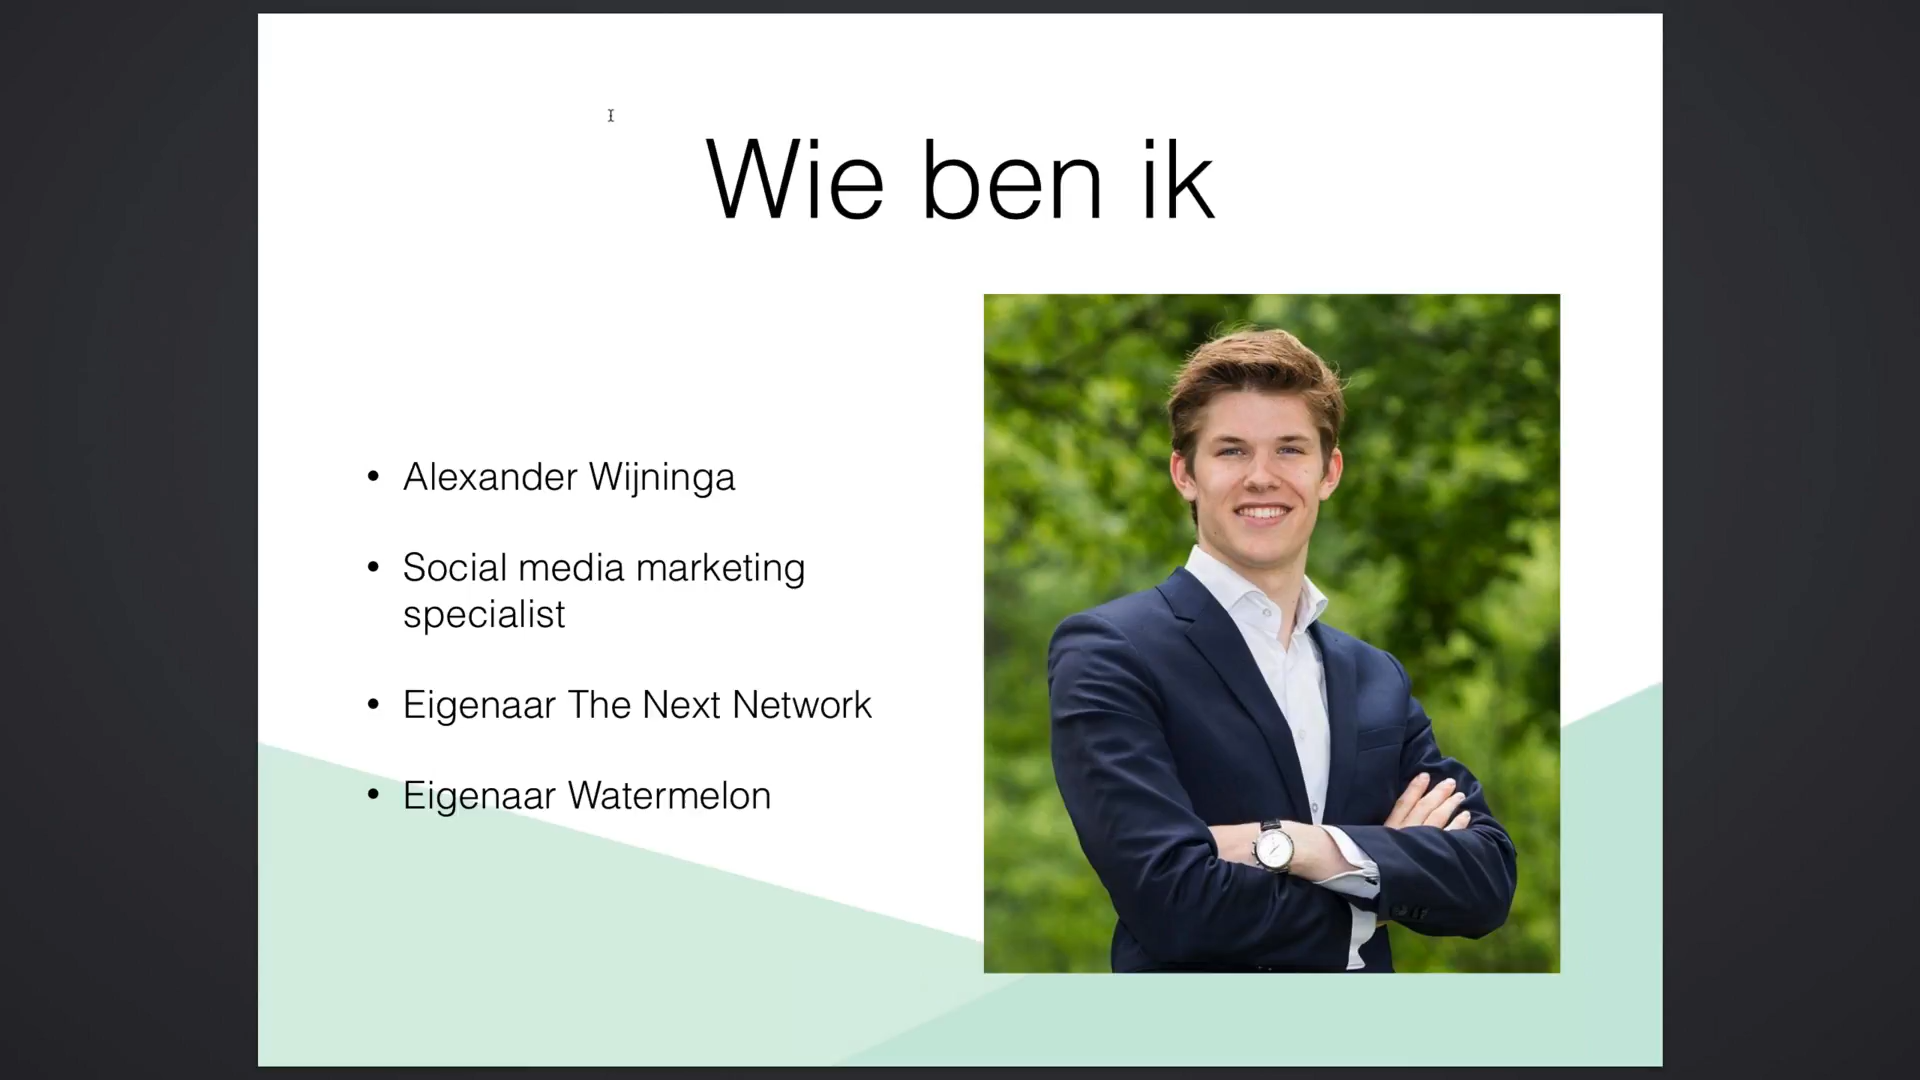 Wie ben ik
• Alexander Wijninga
• Social media marketing
specialist
• Eigenaar The Next Network
• Eigenaar Watermelon